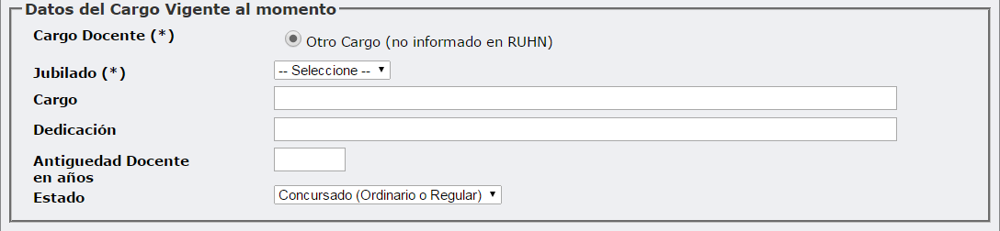 Datos del Cargo Vigente al momento
Cargo Docente (*)
Otro Cargo (no informado en RUHN)
Jubilado (*)
-- Seleccione --
Cargo
Dedicación
Antiguedad Docente
en años
Estado
Concursado (Ordinario o Regular)